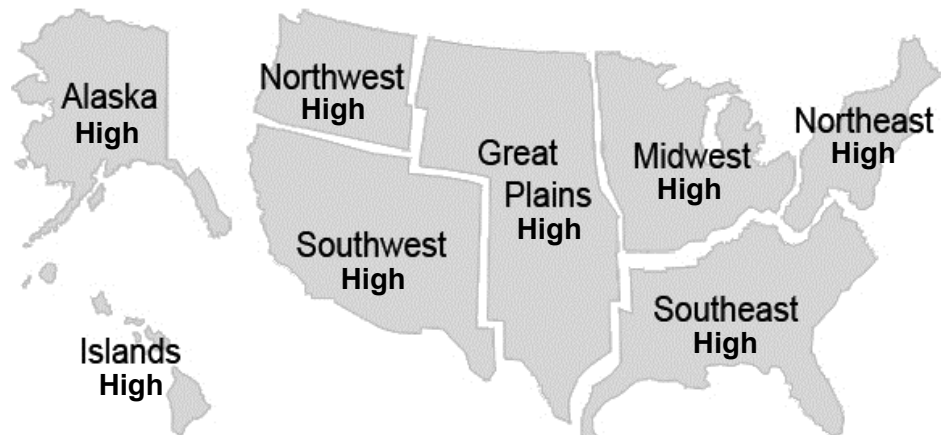 Alaska
High
Northwest
High
Great
Plains
High
Midwest
High
Northeast
High
Southwest
High
Southeast
High
Islands
High